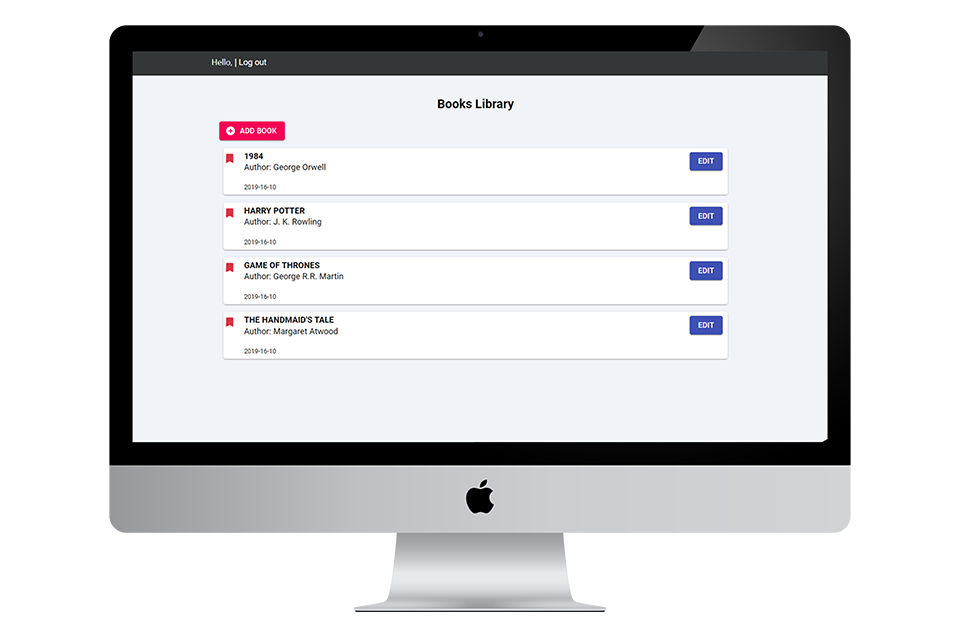 Hello, | Log out
Books Library
ADD BOOK
1984
Author: George Orwell
2019-16-10
EDIT
HARRY POTTER
Author: J. K. Rowling
2019-16-10
EDIT
GAME OF THRONES
Author: George R.R. Martin
2019-16-10
EDIT
THE HANDMAID'S TALE
Author: Margaret Atwood
2019-16-10
EDIT